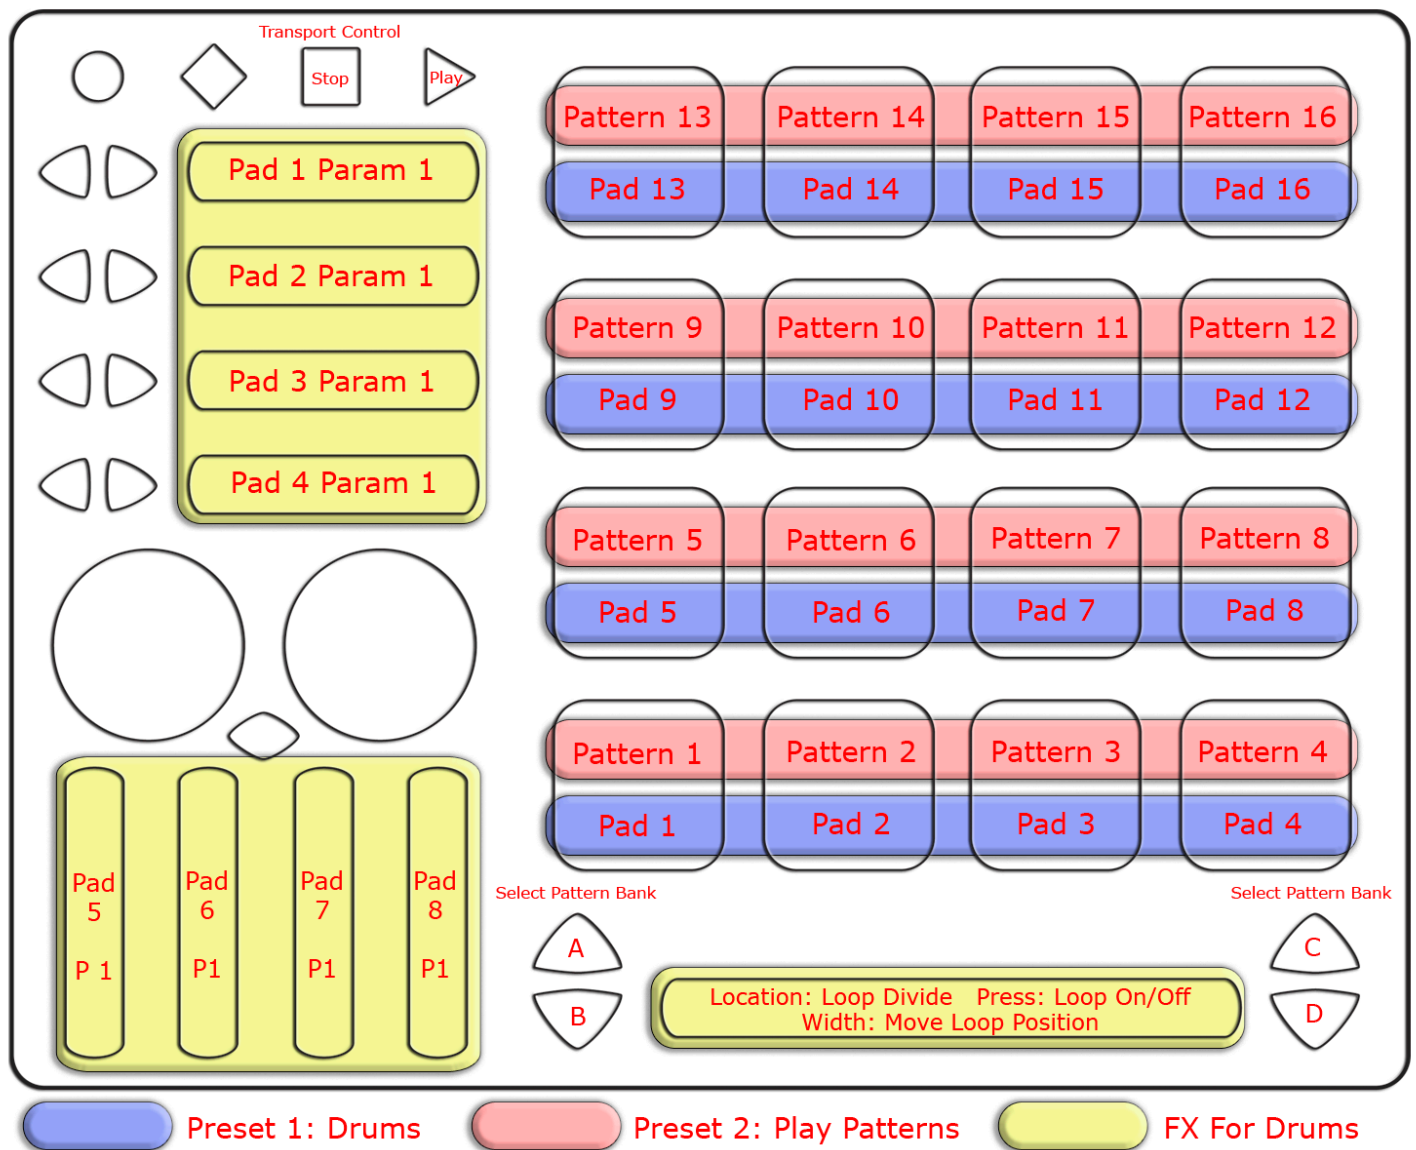 Transport Control
Stop
Play
Pad 1 Param 1
Pad 2 Param 1
Pad 3 Param 1
Pad 4 Param 1
Pattern 13
Pattern 14
Pattern 15
Pattern 16
Pad 13
Pad 14
Pad 15
Pad 16
Pattern 9
Pattern 10
Pattern 11
Pattern 12
Pad 9
Pad 10
Pad 11
Pad 12
Pattern 5
Pattern 6
Pattern 7
Pattern 8
Pad 5
Pad 6
Pad 7
Pad 8
Pattern 1
Pattern 2
Pattern 3
Pattern 4
Pad 1
Pad 2
Pad 3
Pad 4
Pad
5
P 1
Pad
6
P1
Pad
7
P1
Pad
8
P1
Select Pattern Bank
A
B
Select Pattern Bank
C
D
Location: Loop Divide Press: Loop On/Off
Width: Move Loop Position
Preset 1: Drums
Preset 2: Play Patterns
FX For Drums